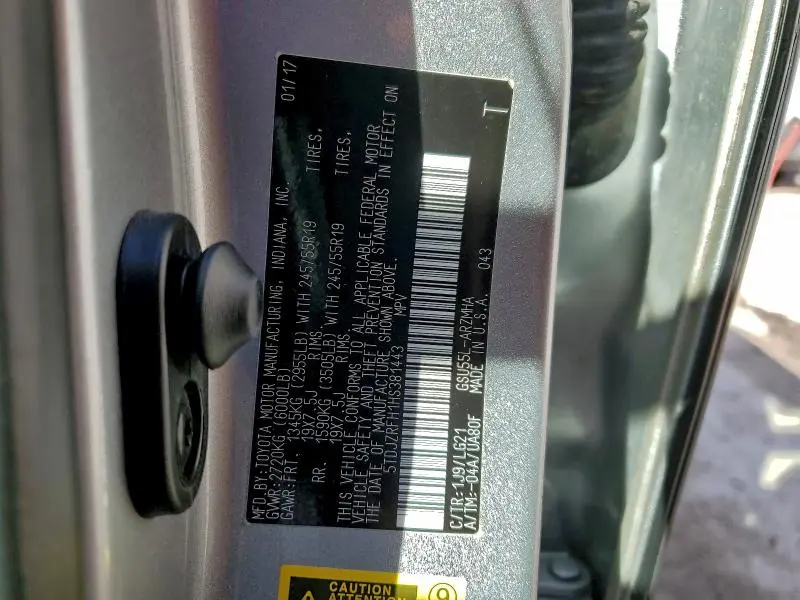 MFD.BY:TOYOTA MOTOR MANUFACTURING, INDIANA, INC. 01/17
GVWR:2720KG (6000LB)
GAWR:FRT. 1340KG (2955LB) WITH 245/55R19 TIRES,
19X7.5J RIMS,
RR. 1590KG (3505LB) WITH 245/55R19 TIRES,
19X7.5J RIMS.
THIS VEHICLE CONFORMS TO ALL APPLICABLE FEDERAL MOTOR
VEHICLE SAFETY AND THEFT PREVENTION STANDARDS IN EFFECT ON
THE DATE OF MANUFACTURE SHOWN ABOVE.
5TDJZRFH1HS381443 MPV
C/TR:1J9/LG21 GSU55L-ARZMHA 043
A/TM:-04A/UA80F MADE IN U.S.A. T
CAUTION
ATTENTION